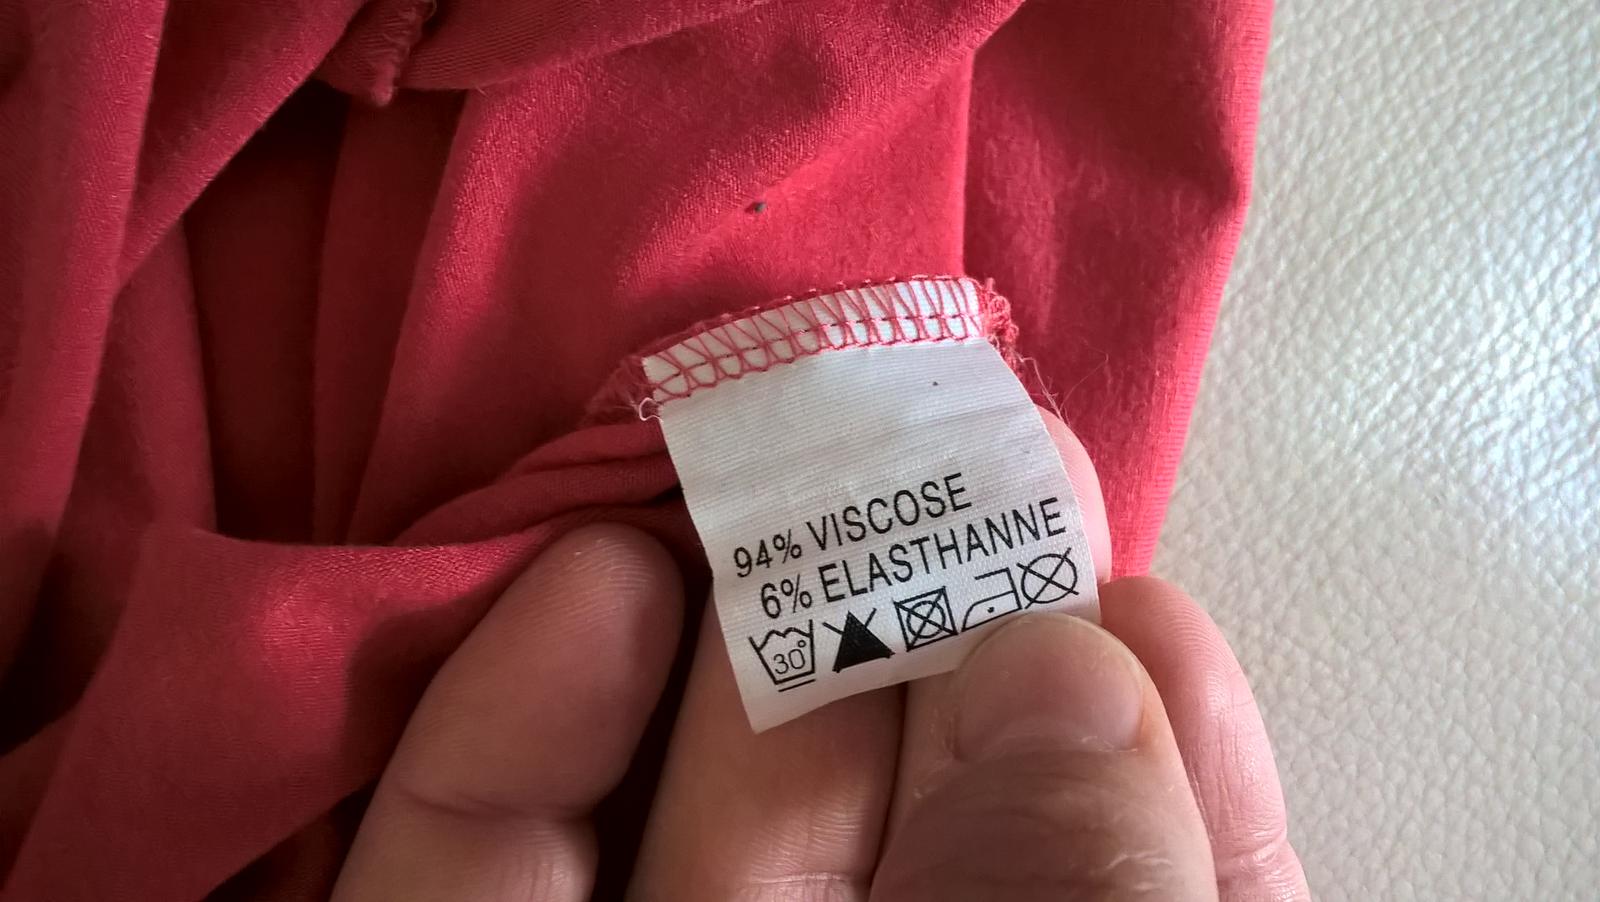 94% VISCOSE
6% ELASTHANNE
30°